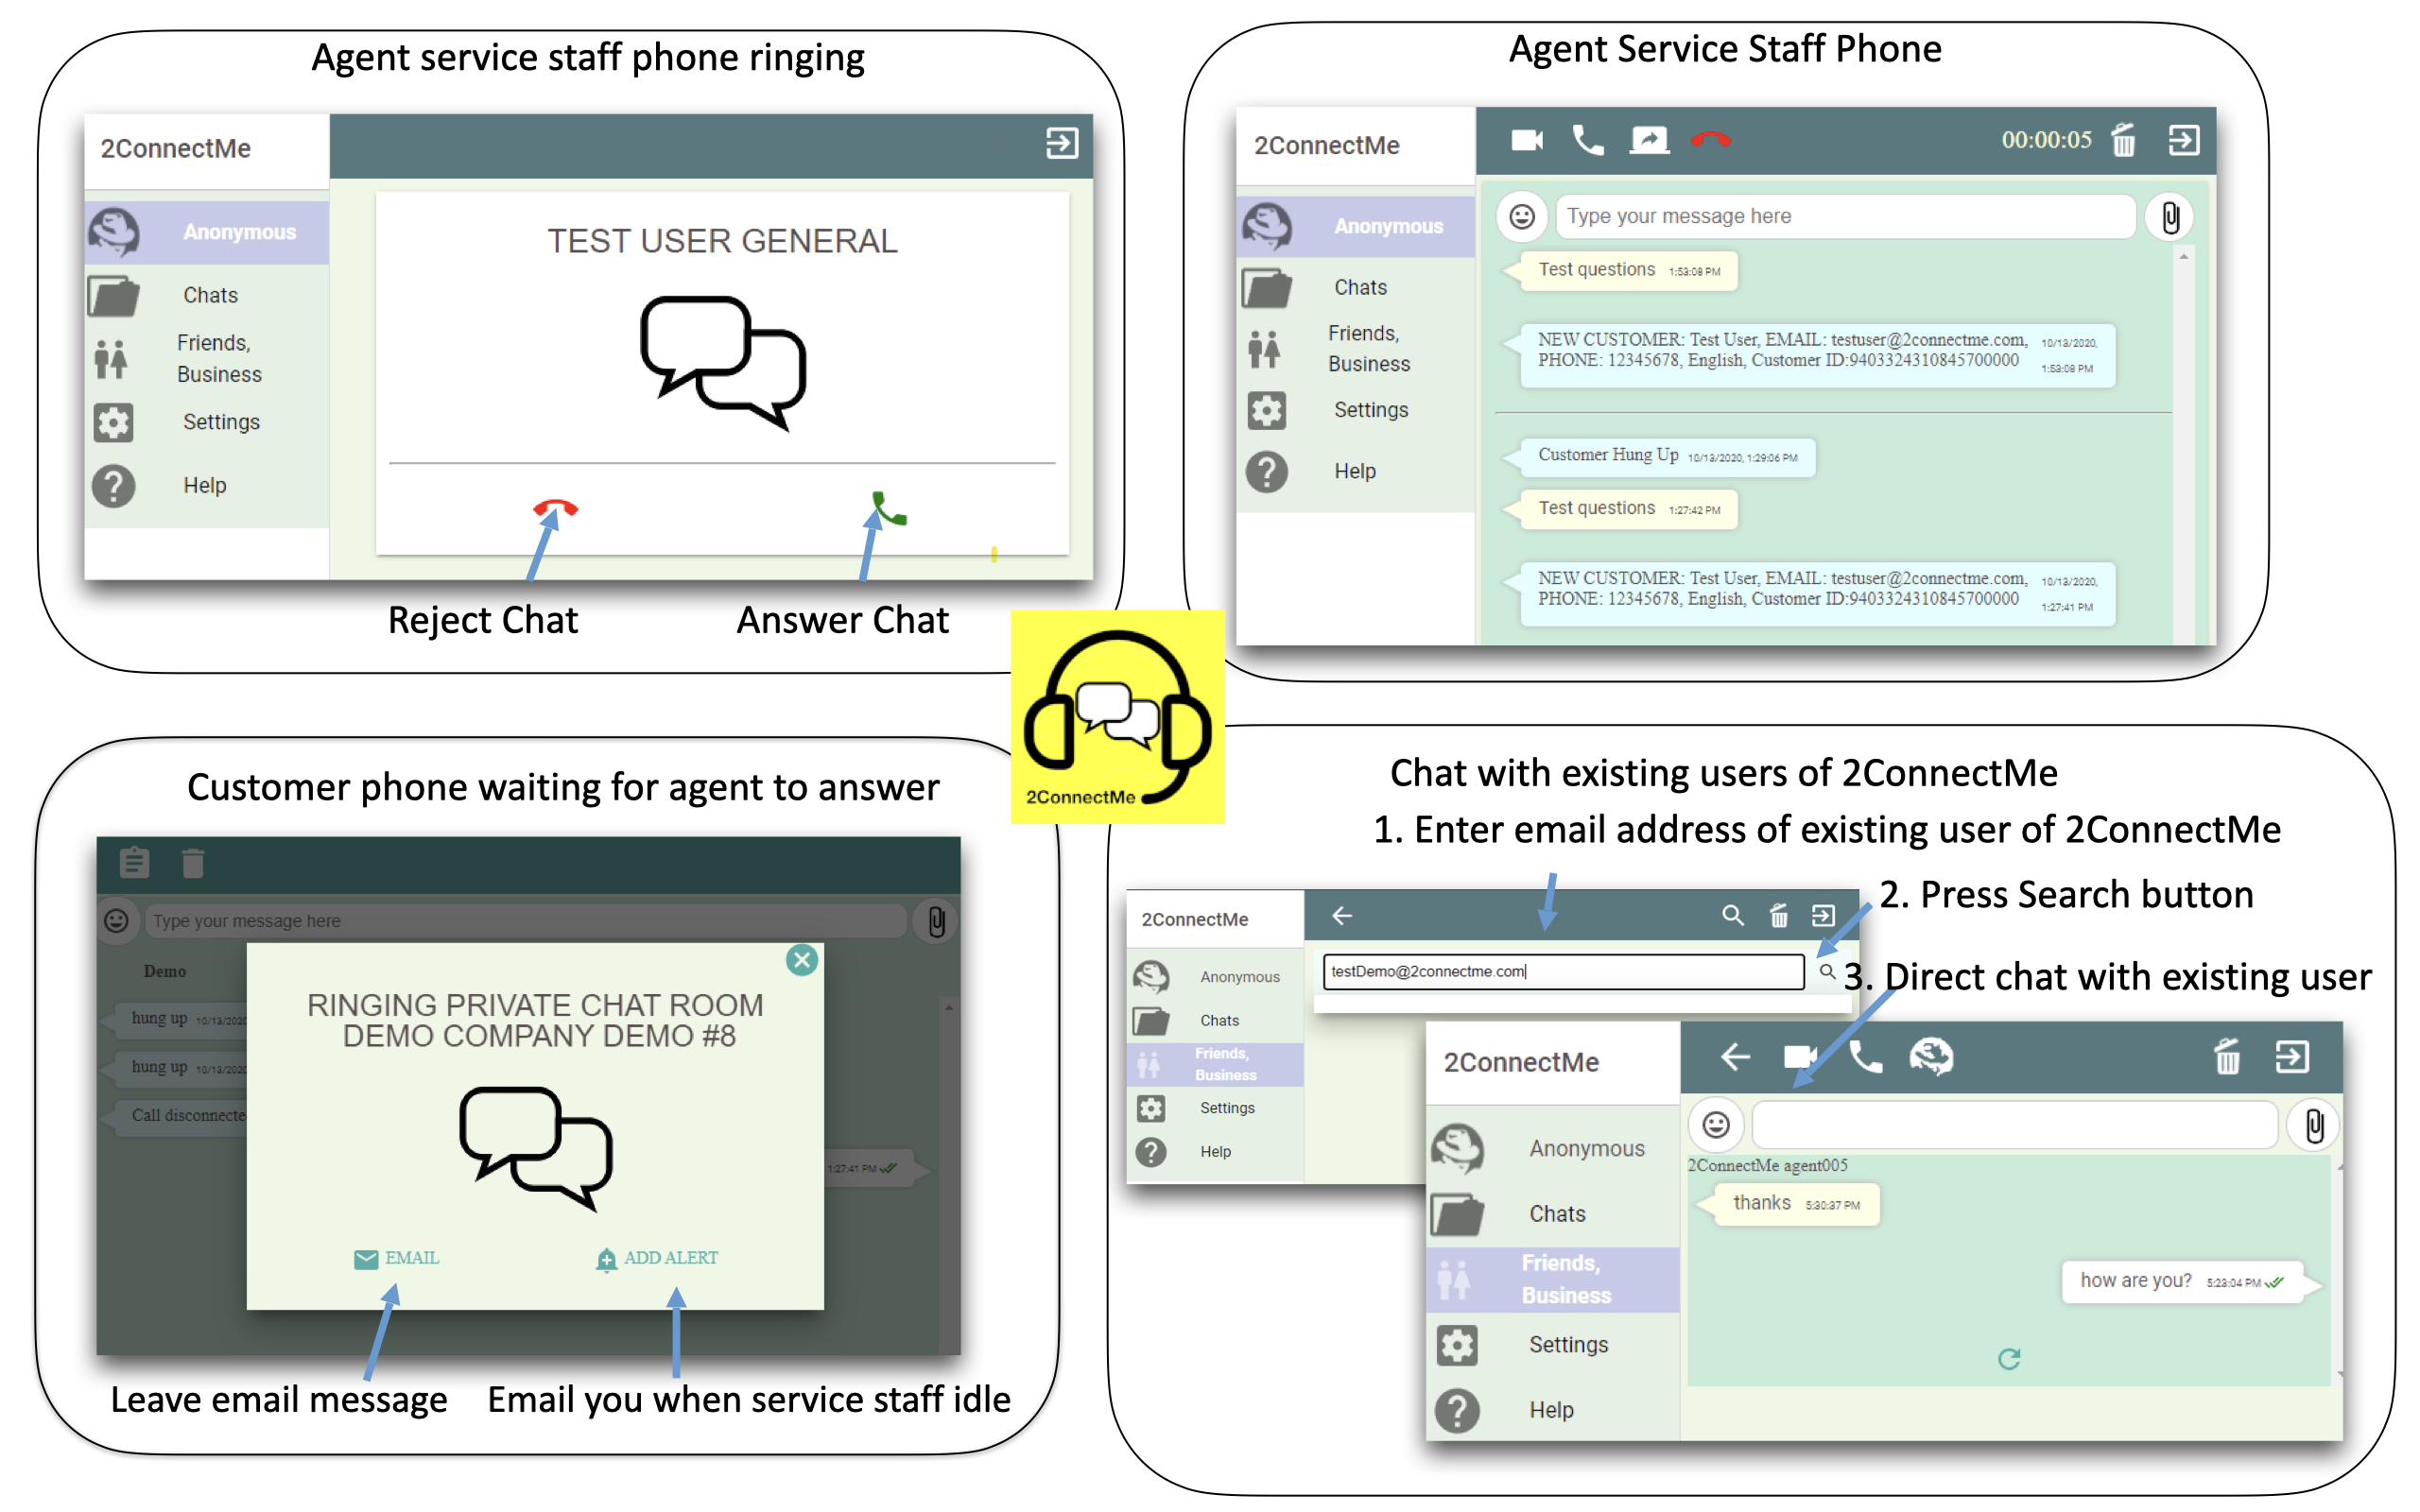 Agent service staff phone ringing
2ConnectMe
Anonymous
Chats
Friends,
Business
Settings
Help
TEST USER GENERAL
Reject Chat
Answer Chat
Agent Service Staff Phone
2ConnectMe
00:00:05
Anonymous
Chats
Friends,
Business
Settings
Help
Type your message here
Test questions 1:53:08 PM
NEW CUSTOMER: Test User, EMAIL: testuser@2connectme.com, 10/13/2020,
PHONE: 12345678, English, Customer ID:9403324310845700000 1:53:08 PM
Customer Hung Up 10/13/2020, 1:29:06 PM
Test questions 1:27:42 PM
NEW CUSTOMER: Test User, EMAIL: testuser@2connectme.com, 10/13/2020,
PHONE: 12345678, English, Customer ID:9403324310845700000 1:27:41 PM
2ConnectMe
Customer phone waiting for agent to answer
Type your message here
Demo
hung up 10/13/2020
hung up 10/13/2020
Call disconnecte
1:27:41 PM
RINGING PRIVATE CHAT ROOM
DEMO COMPANY DEMO #8
EMAIL
ADD ALERT
Leave email message
Email you when service staff idle
Chat with existing users of 2ConnectMe
1. Enter email address of existing user of 2ConnectMe
2. Press Search button
3. Direct chat with existing user
2ConnectMe
Anonymous
Chats
Friends,
Business
Settings
Help
testDemo@2connectme.com
2ConnectMe
Anonymous
Chats
Friends,
Business
Settings
Help
2ConnectMe agent005
thanks 5:30:37 PM
how are you? 5:23:04 PM